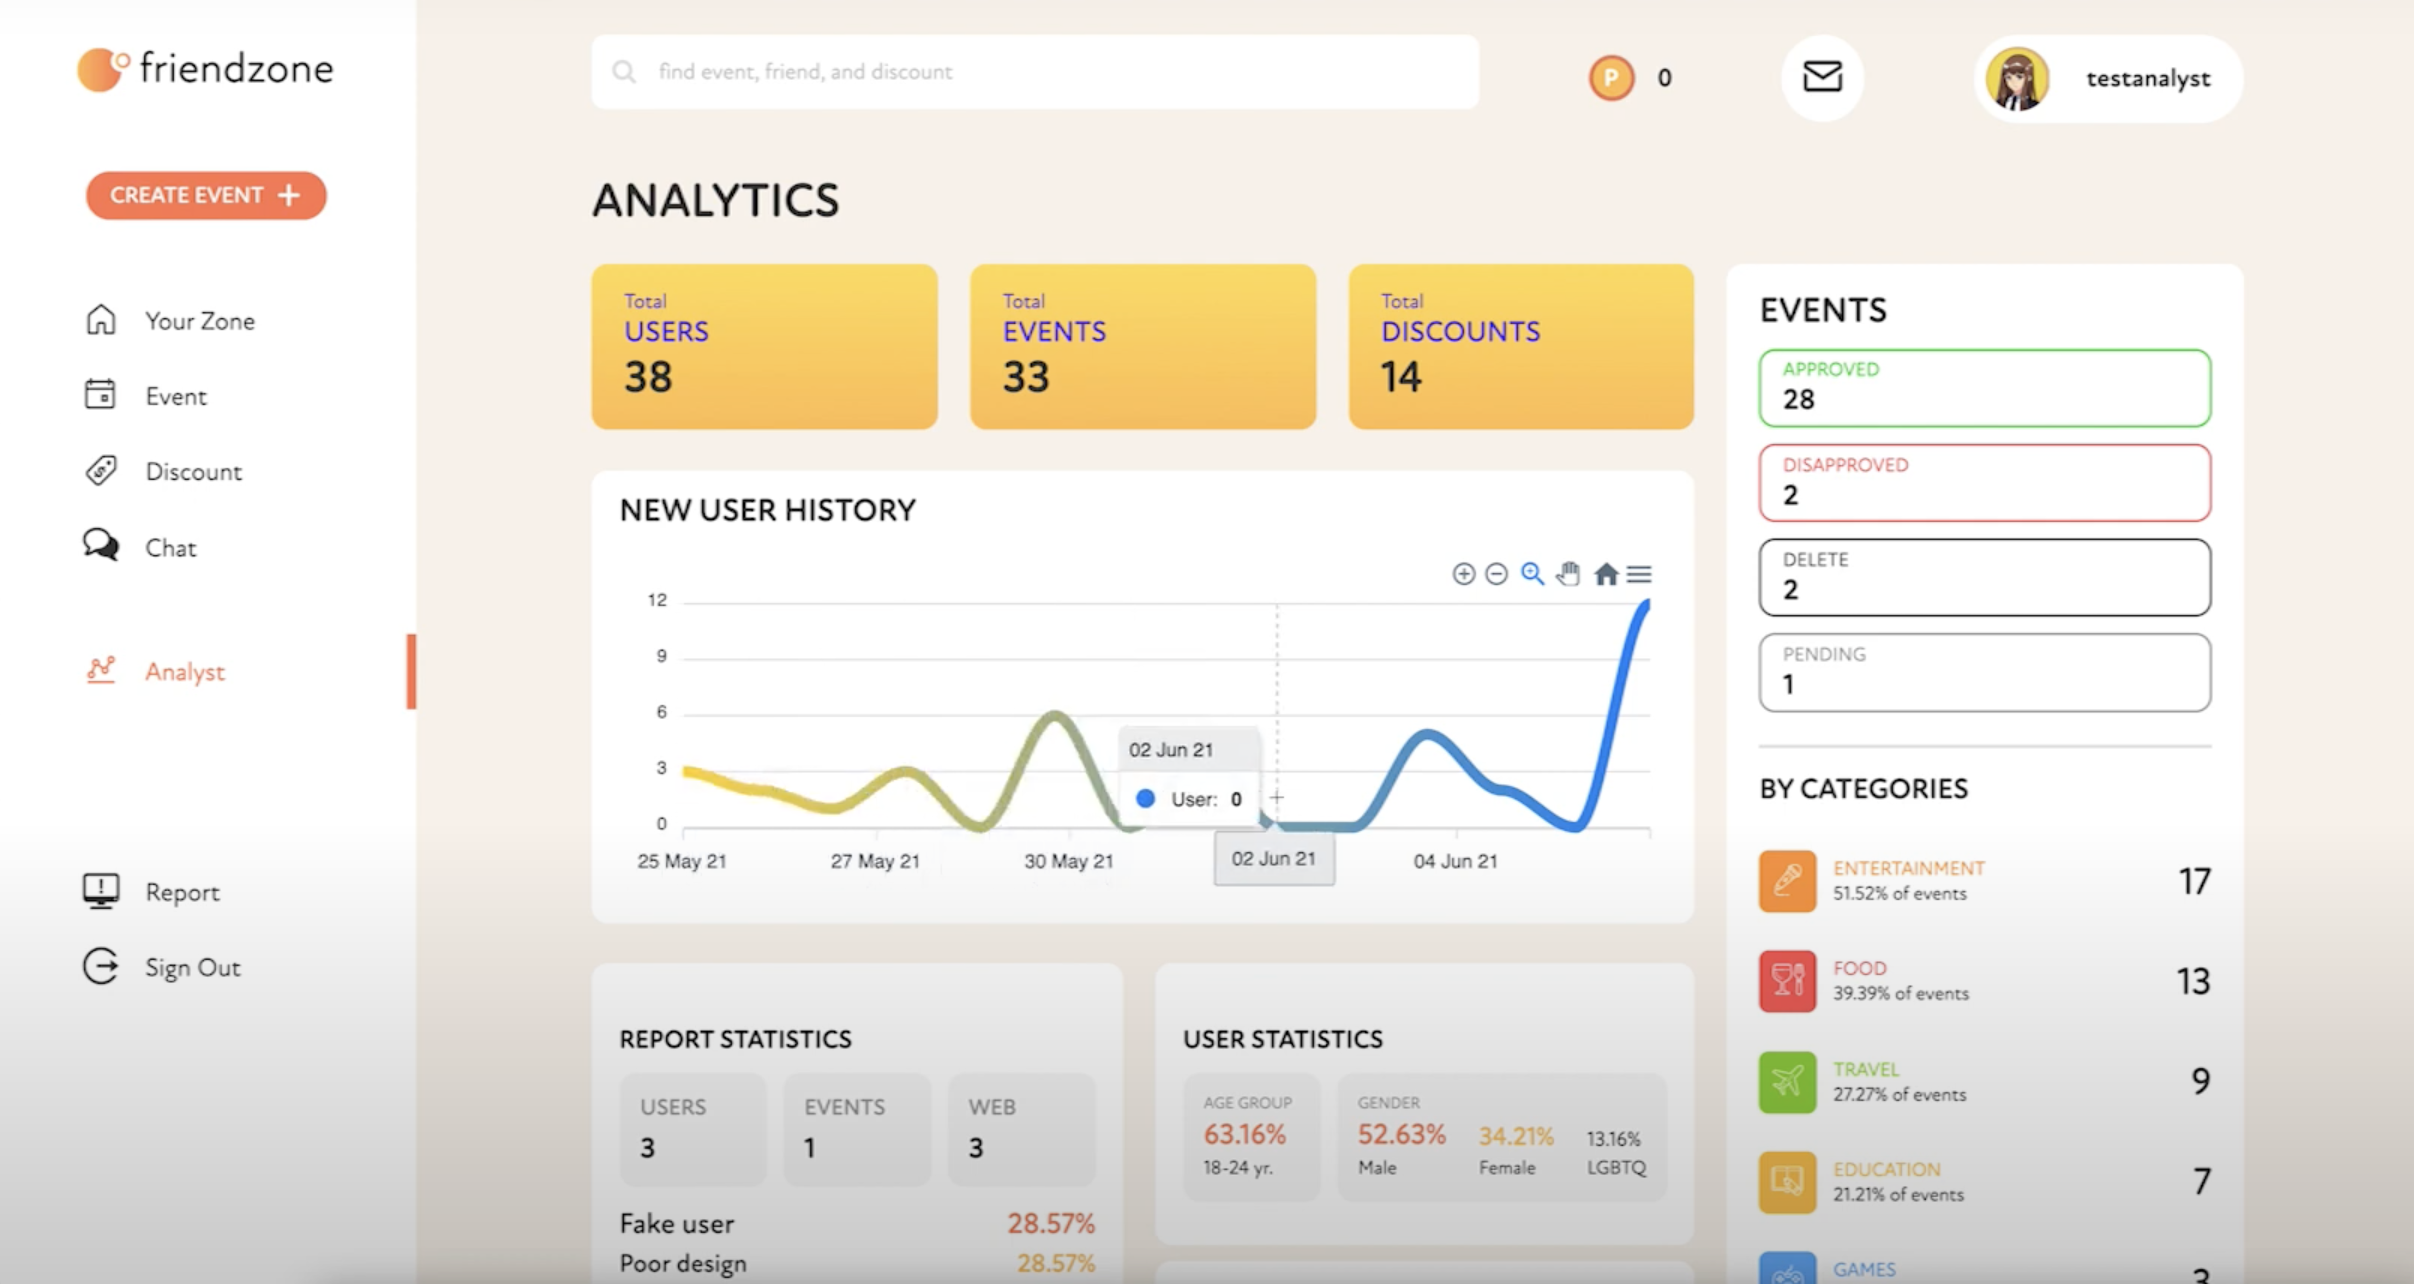 friendzone
find event, friend, and discount
P 0
testanalyst
CREATE EVENT +
Your Zone
Event
Discount
Chat
Analyst
Report
Sign Out
ANALYTICS
Total
USERS
38
Total
EVENTS
33
Total
DISCOUNTS
14
NEW USER HISTORY
12
9
6
3
0
02 Jun 21
User: 0
25 May 21
27 May 21
30 May 21
02 Jun 21
04 Jun 21
REPORT STATISTICS
USERS
3
EVENTS
1
WEB
3
Fake user 28.57%
Poor design 28.57%
USER STATISTICS
AGE GROUP
63.16%
18-24 yr.
GENDER
52.63%
Male
34.21%
Female
13.16%
LGBTQ
EVENTS
APPROVED
28
DISAPPROVED
2
DELETE
2
PENDING
1
BY CATEGORIES
ENTERTAINMENT
51.52% of events
17
FOOD
39.39% of events
13
TRAVEL
27.27% of events
9
EDUCATION
21.21% of events
7
GAMES
3